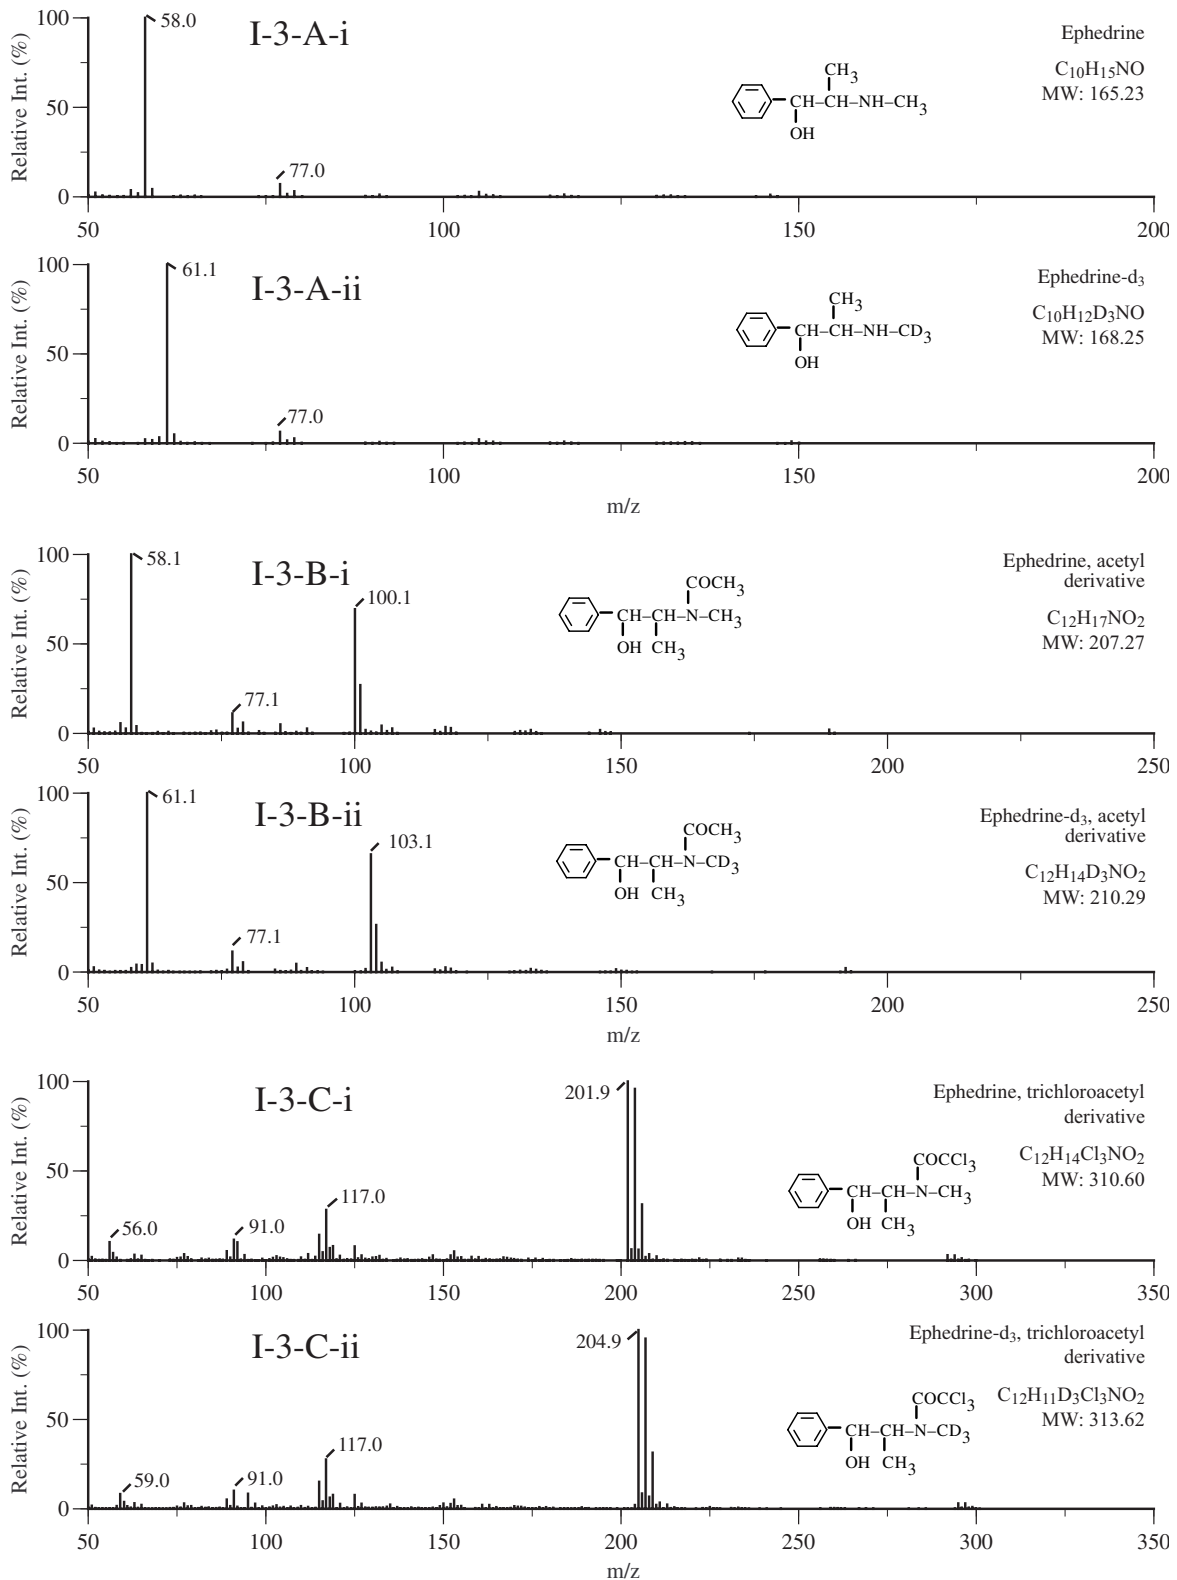 Relative Int. (%)
100
50
0
58.0
77.0
I-3-A-i
CH3
CH–CH–NH–CH3
OH
Ephedrine
C10H15NO
MW: 165.23
50 100 150 200
Relative Int. (%)
100
50
0
61.1
77.0
I-3-A-ii
CH3
CH–CH–NH–CD3
OH
Ephedrine-d3
C10H12D3NO
MW: 168.25
50 100 150 200
m/z
Relative Int. (%)
100
50
0
58.1
77.1
100.1
I-3-B-i
COCH3
CH–CH–N–CH3
OH CH3
Ephedrine, acetyl
derivative
C12H17NO2
MW: 207.27
50 100 150 200 250
Relative Int. (%)
100
50
0
61.1
77.1
103.1
I-3-B-ii
COCH3
CH–CH–N–CD3
OH CH3
Ephedrine-d3, acetyl
derivative
C12H14D3NO2
MW: 210.29
50 100 150 200 250
m/z
Relative Int. (%)
100
50
0
56.0
91.0
117.0
201.9
I-3-C-i
COCCl3
CH–CH–N–CH3
OH CH3
Ephedrine, trichloroacetyl
derivative
C12H14Cl3NO2
MW: 310.60
50 100 150 200 250 300 350
Relative Int. (%)
100
50
0
59.0
91.0
117.0
204.9
I-3-C-ii
COCCl3
CH–CH–N–CD3
OH CH3
Ephedrine-d3, trichloroacetyl
derivative
C12H11D3Cl3NO2
MW: 313.62
50 100 150 200 250 300 350
m/z